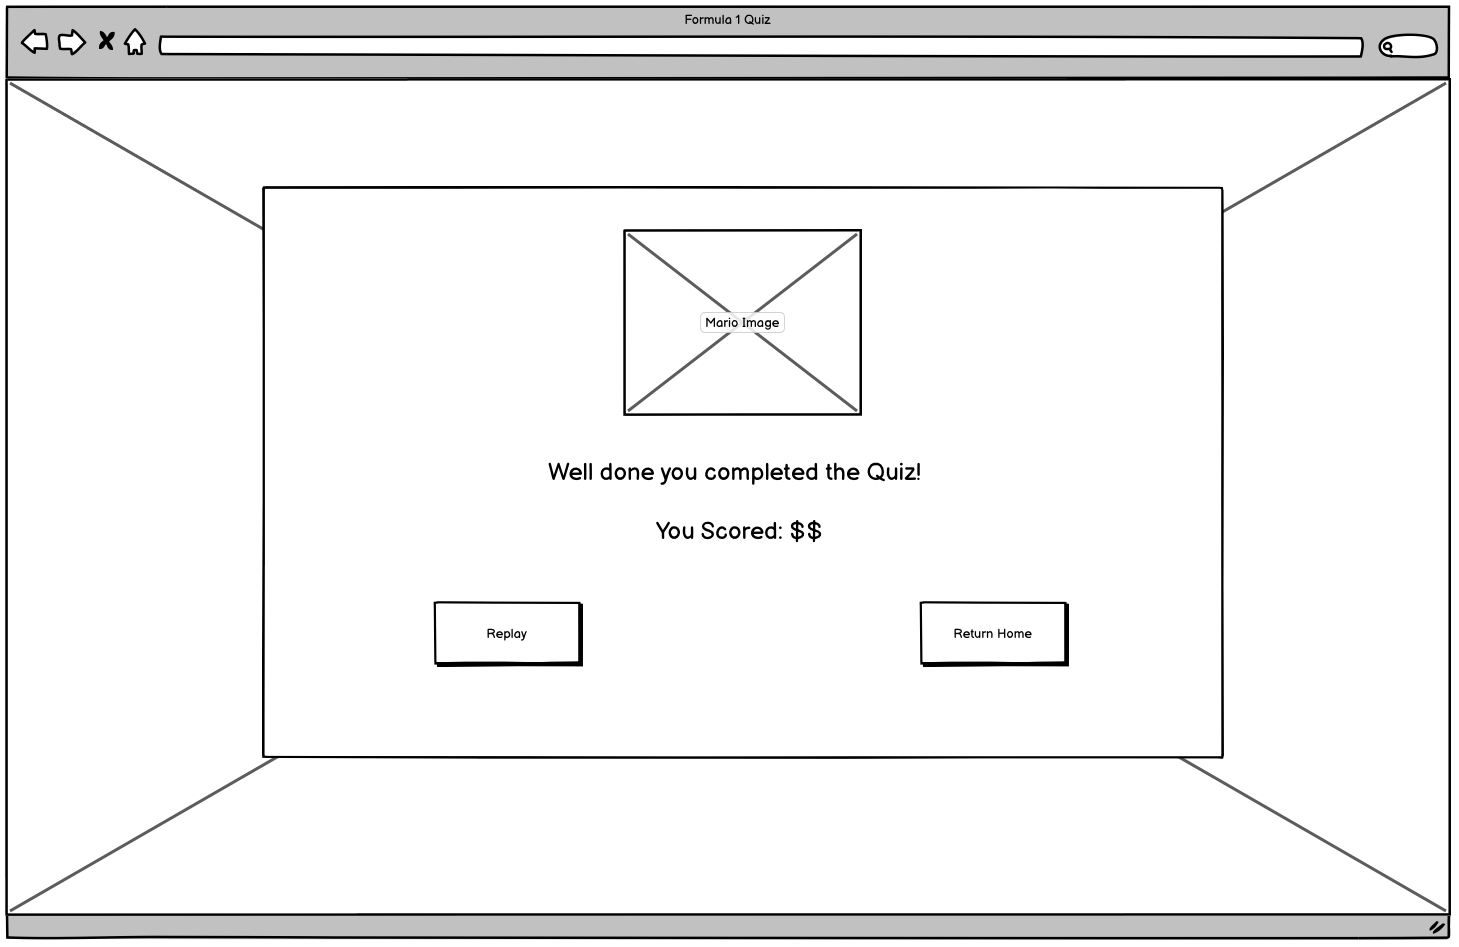 Formula 1 Quiz
Mario Image
Well done you completed the Quiz!
You Scored: $$
Replay
Return Home